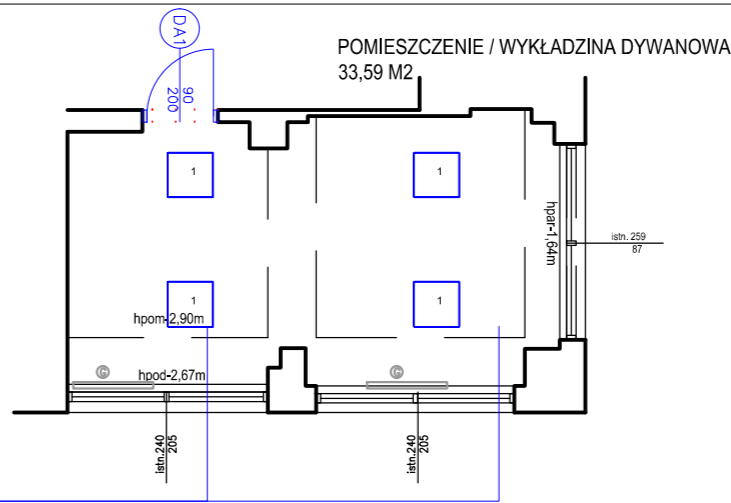 DA1
90
200
POMIESZCZENIE / WYKŁADZINA DYWANOWA
33,59 M2
1
1
hpar-1,64m
istn. 259
87
1
1
hpom-2,90m
G
hpod-2,67m
G
istn.240
205
istn.240
205